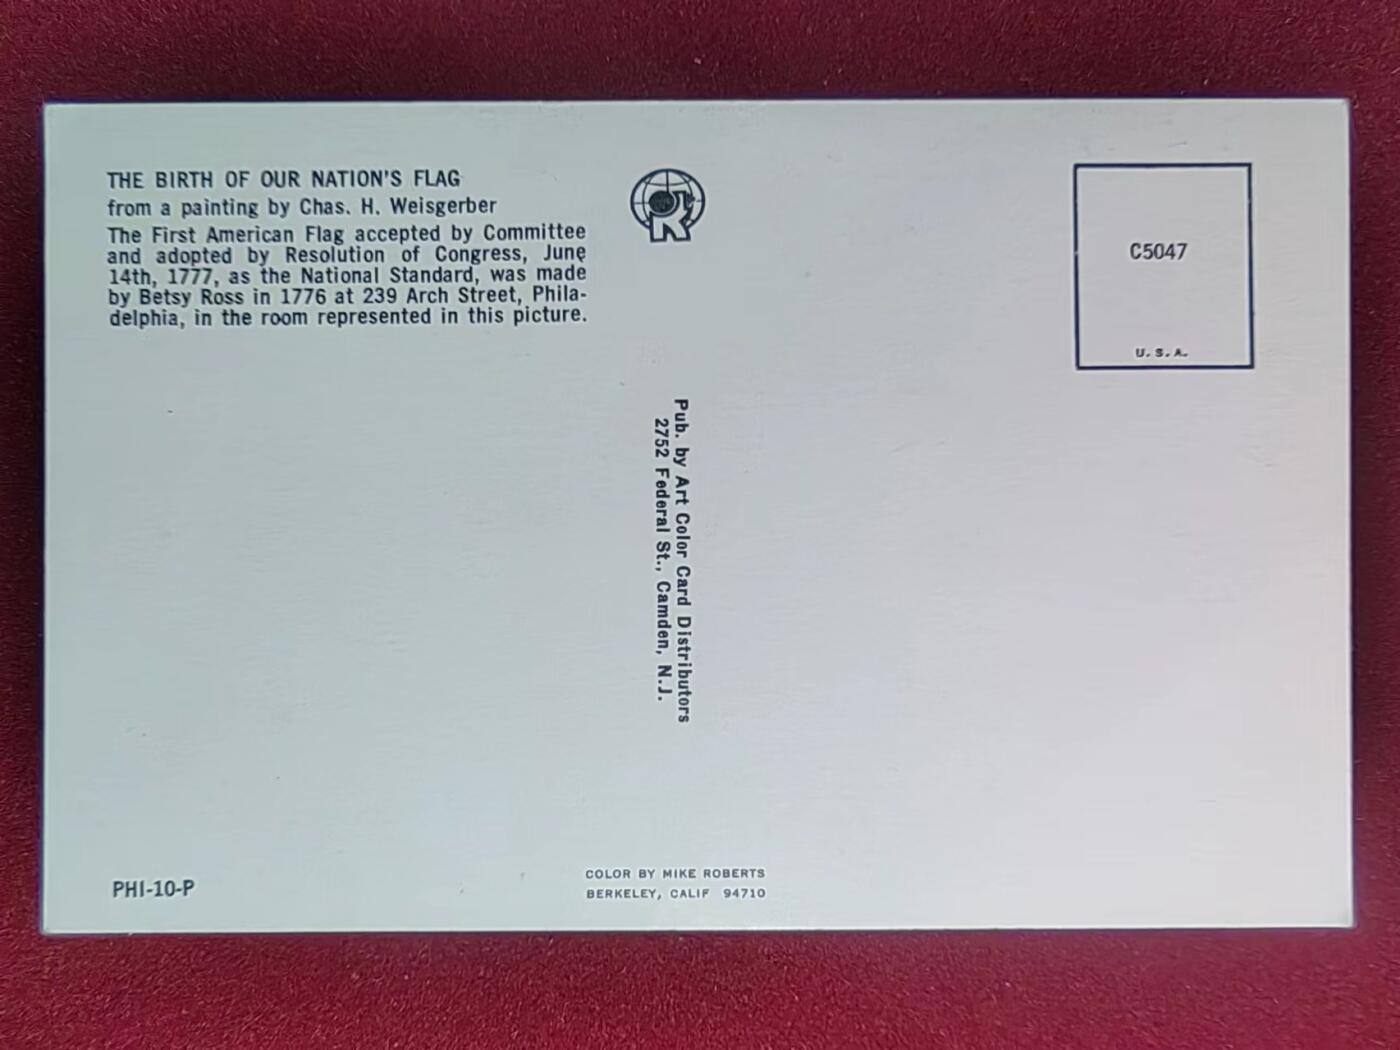 THE BIRTH OF OUR NATION'S FLAG
from a painting by Chas. H. Weisgerber
The First American Flag accepted by Committee
and adopted by Resolution of Congress, June
14th, 1777, as the National Standard, was made
by Betsy Ross in 1776 at 239 Arch Street, Phila-
delphia, in the room represented in this picture.
R
C5047
U.S.A.
Pub. by Art Color Card Distributors
2752 Federal St., Camden, N.J.
PHI-10-P
COLOR BY MIKE ROBERTS
BERKELEY, CALIF 94710